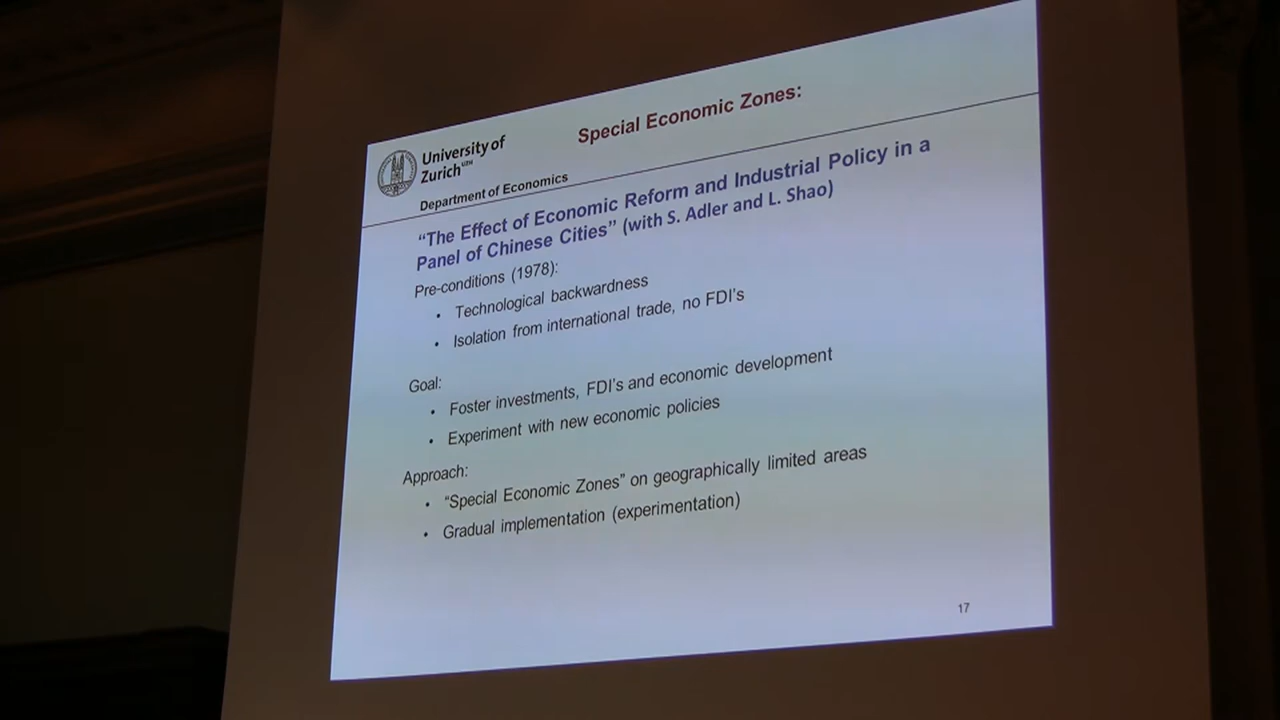 Special Economic Zones:
University of
Zurich UZH
Department of Economics
“The Effect of Economic Reform and Industrial Policy in a
Panel of Chinese Cities” (with S. Adler and L. Shao)
Pre-conditions (1978):
• Technological backwardness
• Isolation from international trade, no FDI's
Goal:
• Foster investments, FDI's and economic development
• Experiment with new economic policies
Approach:
• “Special Economic Zones” on geographically limited areas
• Gradual implementation (experimentation)
17